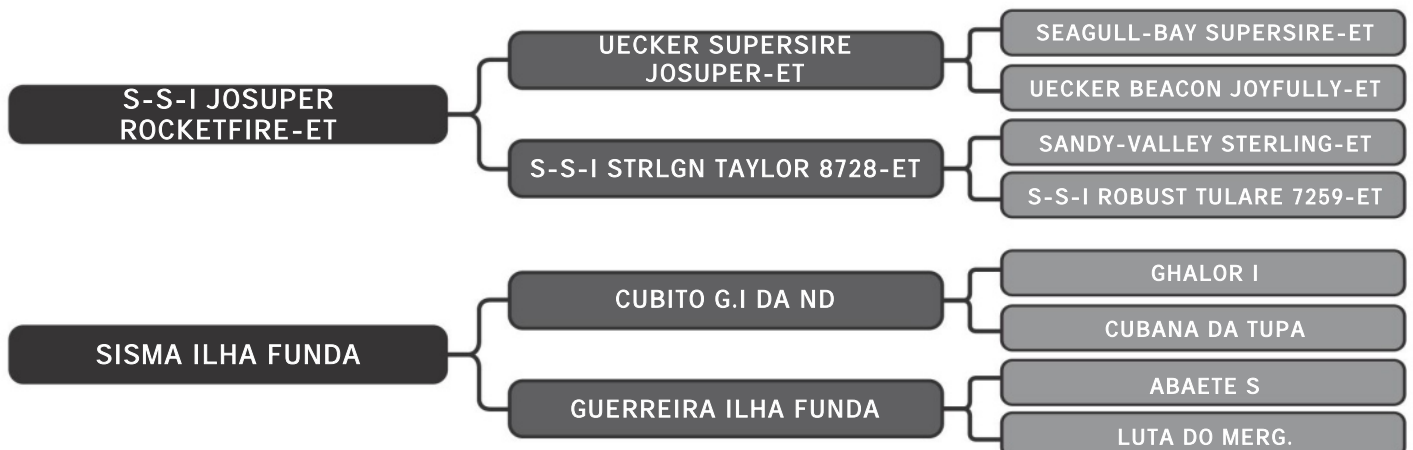 S-S-I JOSUPER
ROCKETFIRE-ET
UECKER SUPERSIRE
JOSUPER-ET
SEAGULL-BAY SUPERSIRE-ET
UECKER BEACON JOYFULLY-ET
S-S-I STRLGN TAYLOR 8728-ET
SANDY-VALLEY STERLING-ET
S-S-I ROBUST TULARE 7259-ET
SISMA ILHA FUNDA
CUBITO G.I DA ND
GHALOR I
CUBANA DA TUPA
GUERREIRA ILHA FUNDA
ABAETE S
LUTA DO MERG.